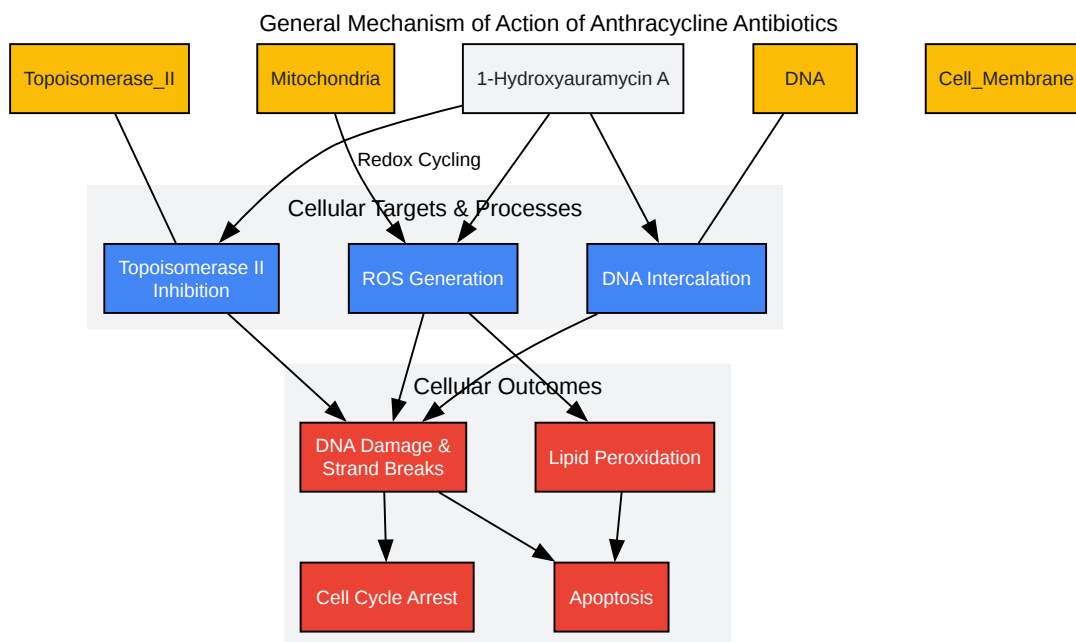 General Mechanism of Action of Anthracycline Antibiotics
Topoisomerase_II
Mitochondria
1-Hydroxyauramycin A
DNA
Cell_Membrane
Redox Cycling
Cellular Targets & Processes
Topoisomerase II
Inhibition
ROS Generation
DNA Intercalation
Cellular Outcomes
DNA Damage &
Strand Breaks
Lipid Peroxidation
Cell Cycle Arrest
Apoptosis